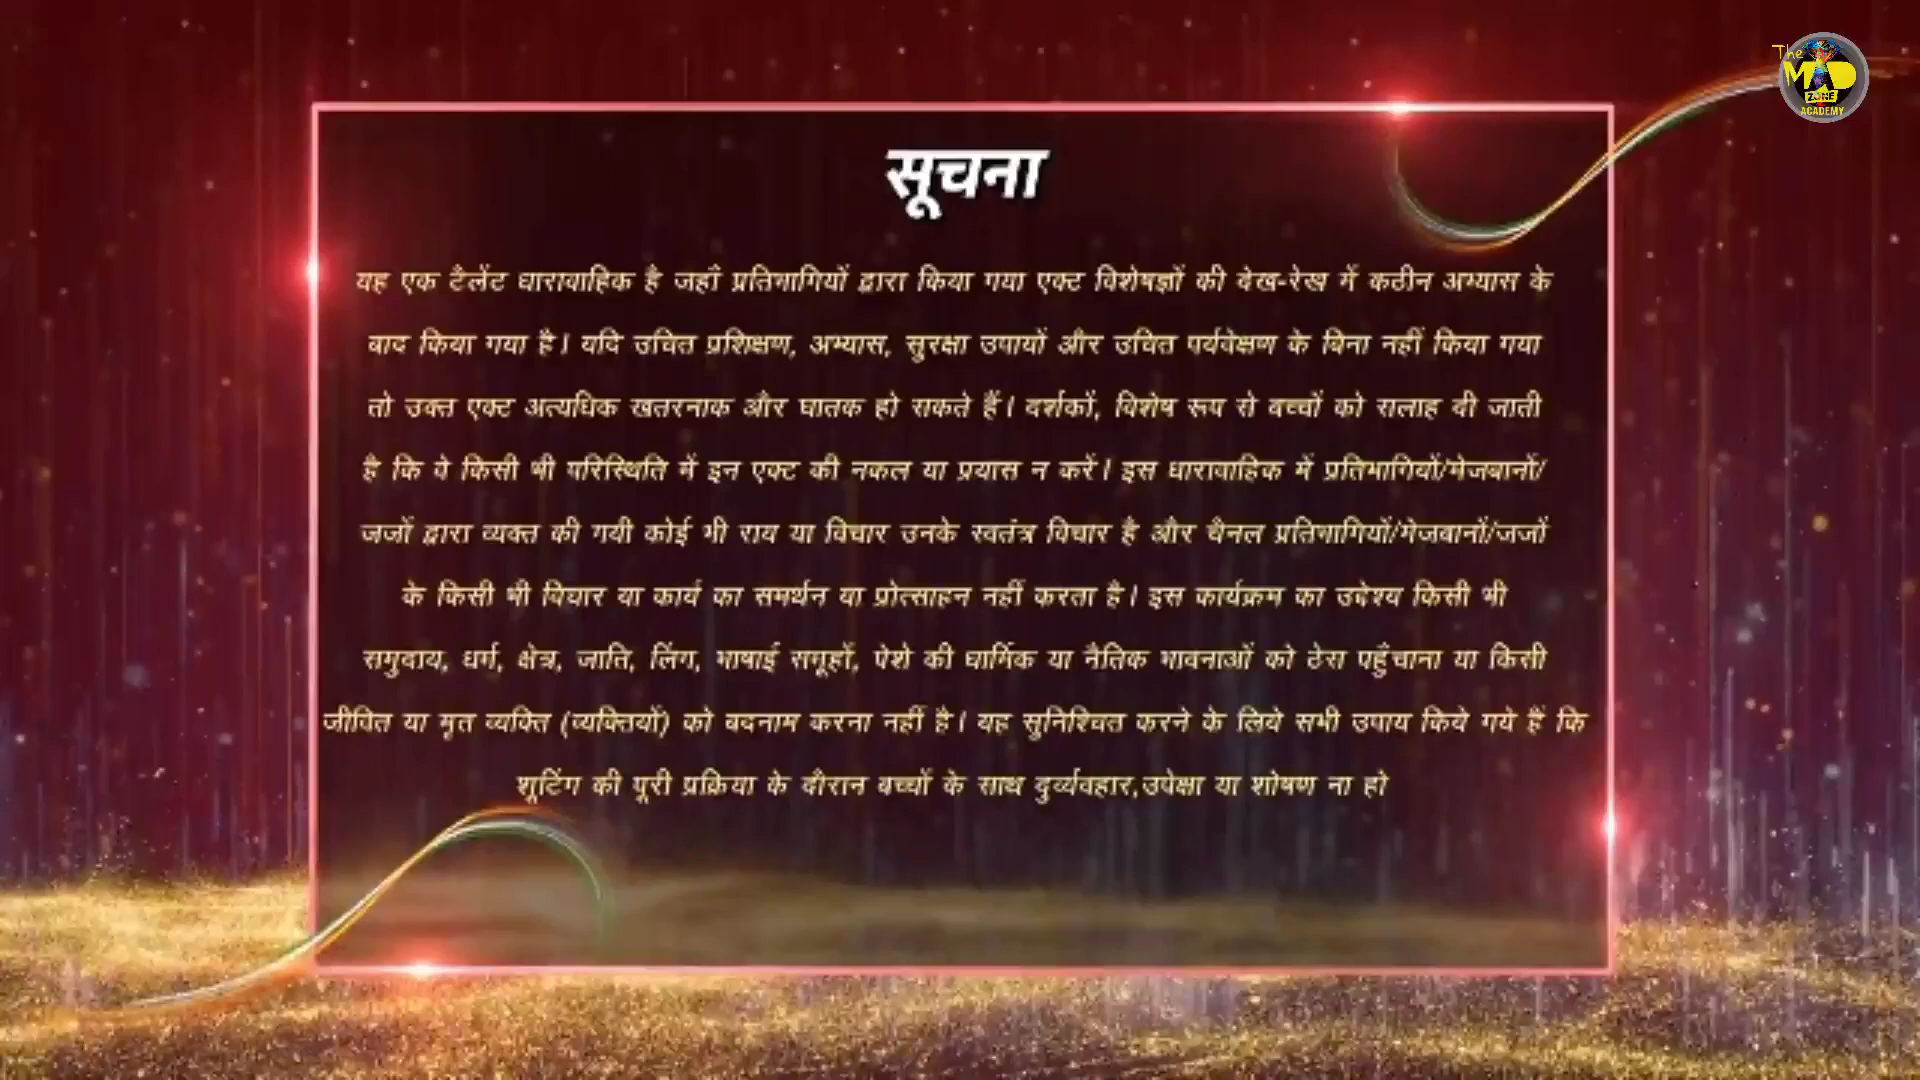 The
MAD
ZONE
ACADEMY
सूचना
यह एक टैलेंट धारावाहिक है जहाँ प्रतिभागियों द्वारा किया गया एक्ट विशेषज्ञों की देख-रेख में कठीन अभ्यास के
बाद किया गया है। यदि उचित प्रशिक्षण, अभ्यास, सुरक्षा उपायों और उचित पर्यवेक्षण के बिना नहीं किया गया
तो उक्त एक्ट अत्यधिक खतरनाक और घातक हो सकते हैं। दर्शकों, विशेष रूप से बच्चों को सलाह दी जाती
है कि वे किसी भी परिस्थिति में इन एक्ट की नकल या प्रयास न करें। इस धारावाहिक में प्रतिभागियों/मेजबानों/
जजों द्वारा व्यक्त की गयी कोई भी राय या विचार उनके स्वतंत्र विचार है और चैनल प्रतिभागियों/मेजबानों/जजों
के किसी भी विचार या कार्य का समर्थन या प्रोत्साहन नहीं करता है। इस कार्यक्रम का उद्देश्य किसी भी
समुदाय, धर्म, क्षेत्र, जाति, लिंग, भाषाई समूहों, पेशे की धार्मिक या नैतिक भावनाओं को ठेस पहुँचाना या किसी
जीवित या मृत व्यक्ति (व्यक्तियों) को बदनाम करना नहीं है। यह सुनिश्चित करने के लिये सभी उपाय किये गये हैं कि
शूटिंग की पूरी प्रक्रिया के दौरान बच्चों के साथ दुर्व्यवहार,उपेक्षा या शोषण ना हो